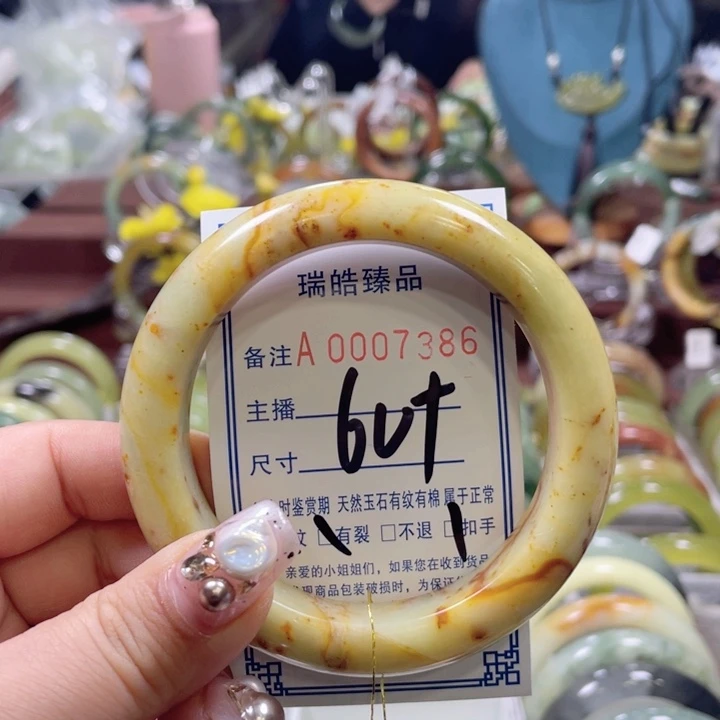 瑞皓臻品
备注A 0007386
主播
尺寸 6U†
时鉴赏期 天然玉石有纹有棉 属于正常
纹 □有裂 □不退 □扣手
亲爱的小姐姐们，如果您在收到货品
现商品包装破损时，为保证